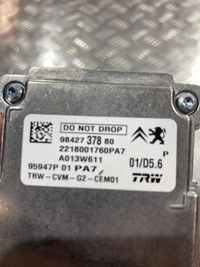 DO NOT DROP
98427 378 80
2218001760PA7
A013W611
P
95947P 01 PA7
01/D5.6
TRW-CVM-G2-CEM01
TRW